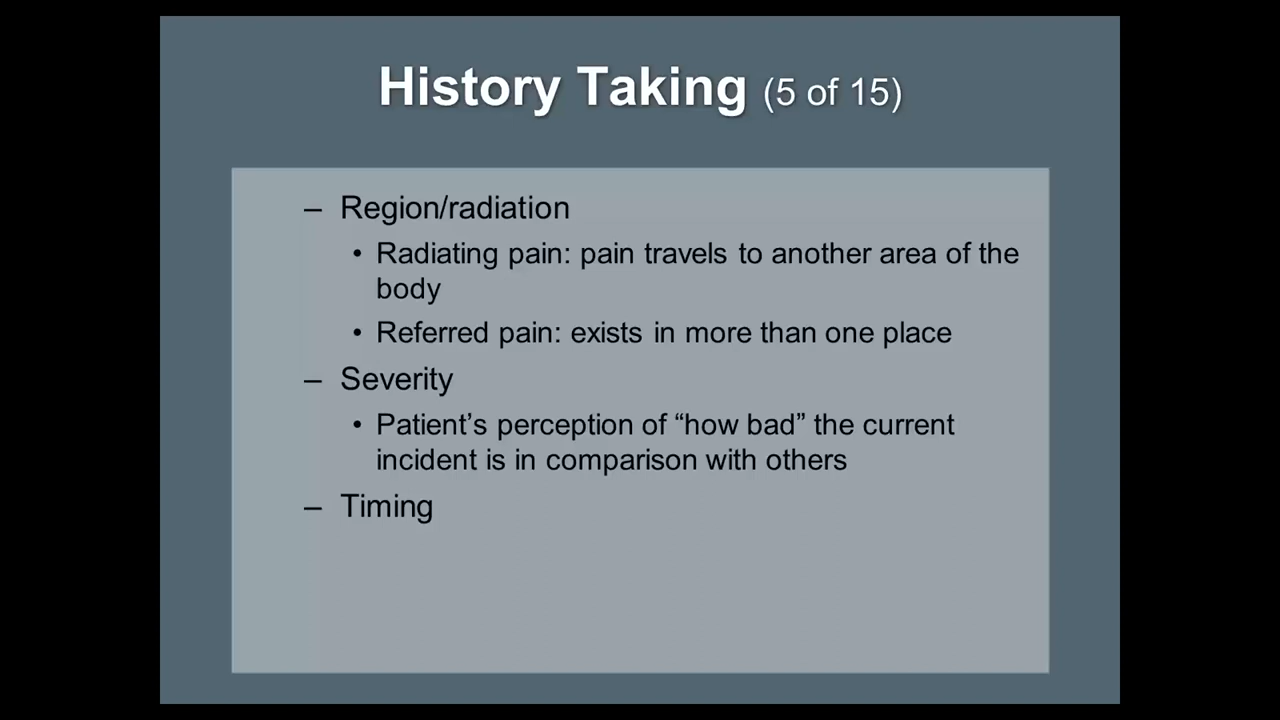 History Taking (5 of 15)
– Region/radiation
• Radiating pain: pain travels to another area of the
body
• Referred pain: exists in more than one place
– Severity
• Patient’s perception of “how bad” the current
incident is in comparison with others
– Timing